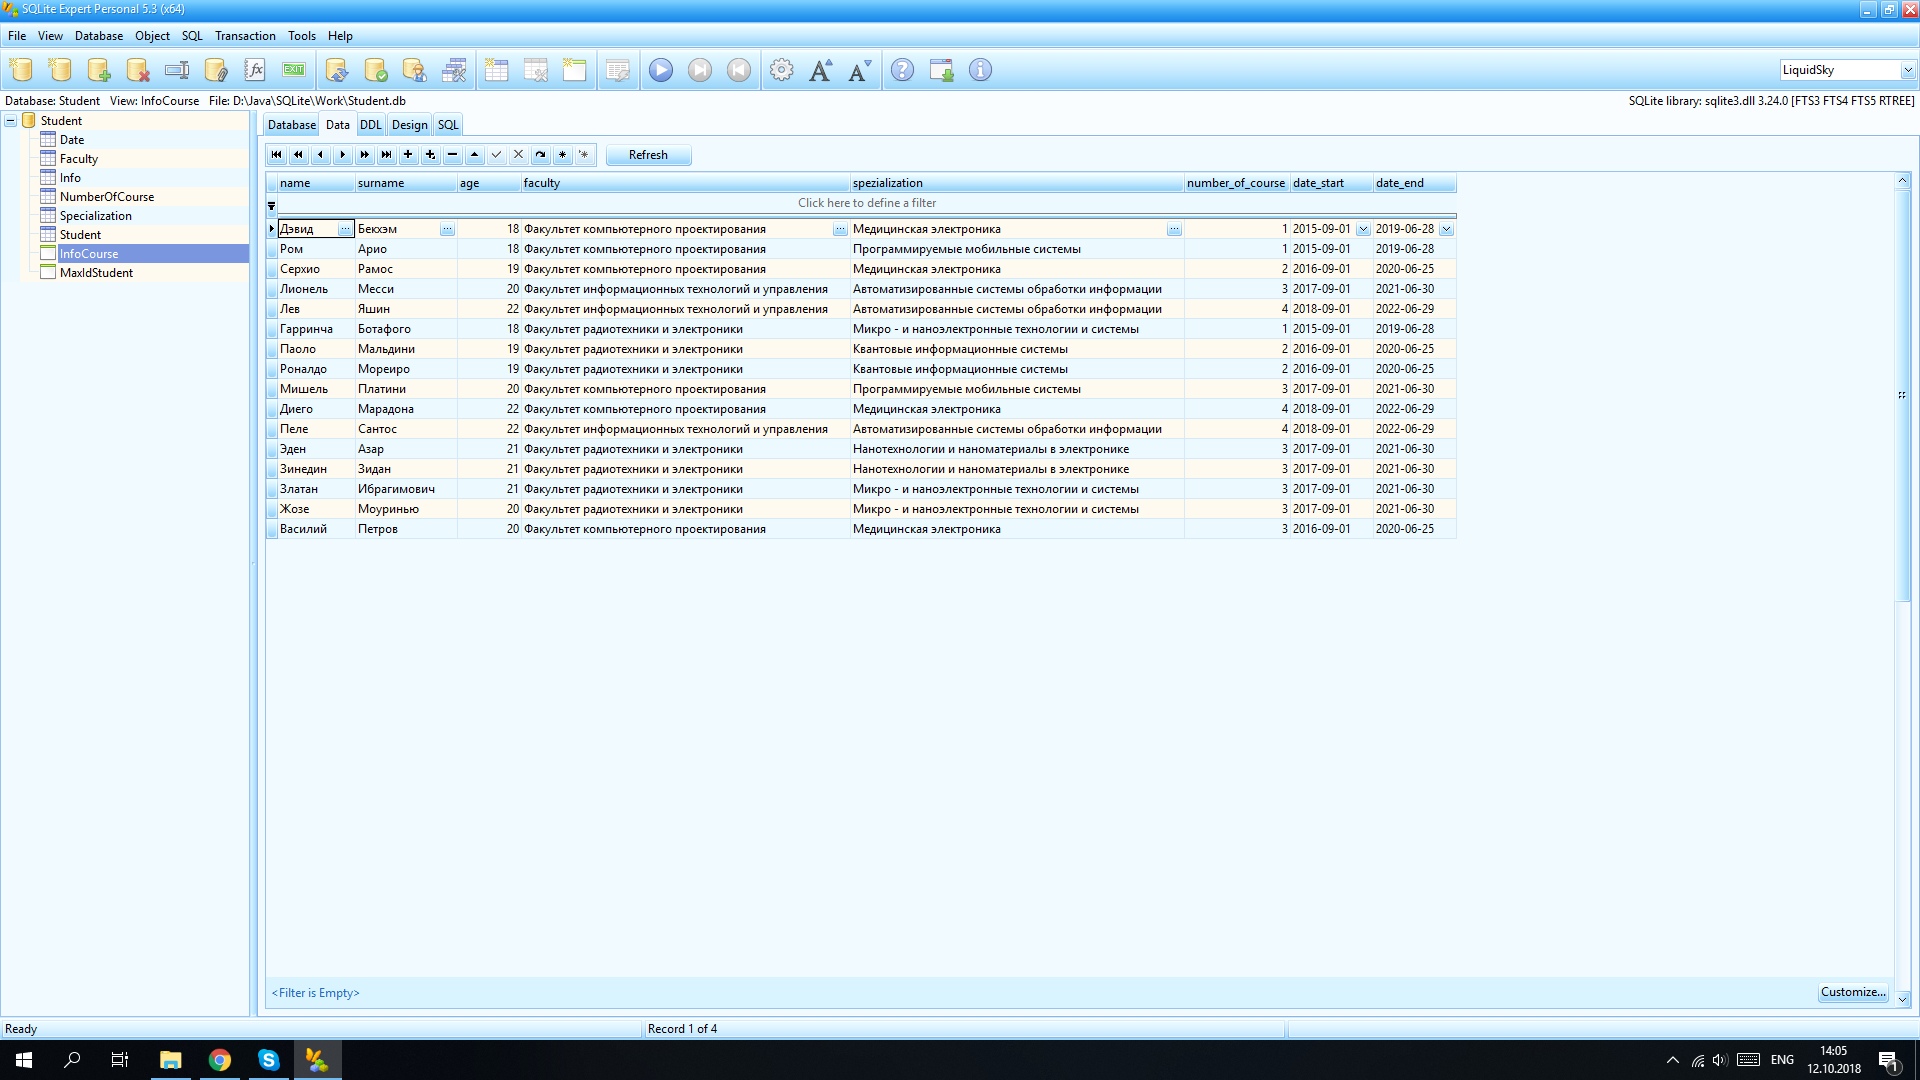 SQLite Expert Personal 5.3 (x64)
File View Database Object SQL Transaction Tools Help
LiquidSky
Database: Student View: InfoCourse File: D:\Java\SQLite\Work\Student.db
SQLite library: sqlite3.dll 3.24.0 [FTS3 FTS4 FTS5 RTREE]
Student
Date
Faculty
Info
NumberOfCourse
Specialization
Student
InfoCourse
MaxIdStudent
Database Data DDL Design SQL
Refresh
name surname age faculty spezialization number_of_course date_start date_end
Click here to define a filter
Дэвид Бекхэм 18 Факультет компьютерного проектирования Медицинская электроника 1 2015-09-01 2019-06-28
Ром Арио 18 Факультет компьютерного проектирования Программируемые мобильные системы 1 2015-09-01 2019-06-28
Серхио Рамос 19 Факультет компьютерного проектирования Медицинская электроника 2 2016-09-01 2020-06-25
Лионель Месси 20 Факультет информационных технологий и управления Автоматизированные системы обработки информации 3 2017-09-01 2021-06-30
Лев Яшин 22 Факультет информационных технологий и управления Автоматизированные системы обработки информации 4 2018-09-01 2022-06-29
Гарринча Ботафого 18 Факультет радиотехники и электроники Микро - и наноэлектронные технологии и системы 1 2015-09-01 2019-06-28
Паоло Мальдини 19 Факультет радиотехники и электроники Квантовые информационные системы 2 2016-09-01 2020-06-25
Роналдо Мореиро 19 Факультет радиотехники и электроники Квантовые информационные системы 2 2016-09-01 2020-06-25
Мишель Платини 20 Факультет компьютерного проектирования Программируемые мобильные системы 3 2017-09-01 2021-06-30
Диего Марадона 22 Факультет компьютерного проектирования Медицинская электроника 4 2018-09-01 2022-06-29
Пеле Сантос 22 Факультет информационных технологий и управления Автоматизированные системы обработки информации 4 2018-09-01 2022-06-29
Эден Азар 21 Факультет радиотехники и электроники Нанотехнологии и наноматериалы в электронике 3 2017-09-01 2021-06-30
Зинедин Зидан 21 Факультет радиотехники и электроники Нанотехнологии и наноматериалы в электронике 3 2017-09-01 2021-06-30
Златан Ибрагимович 21 Факультет радиотехники и электроники Микро - и наноэлектронные технологии и системы 3 2017-09-01 2021-06-30
Жозе Моуринью 20 Факультет радиотехники и электроники Микро - и наноэлектронные технологии и системы 3 2017-09-01 2021-06-30
Василий Петров 20 Факультет компьютерного проектирования Медицинская электроника 3 2016-09-01 2020-06-25
<Filter is Empty>
Customize...
Ready
Record 1 of 4
ENG
14:05
12.10.2018
1